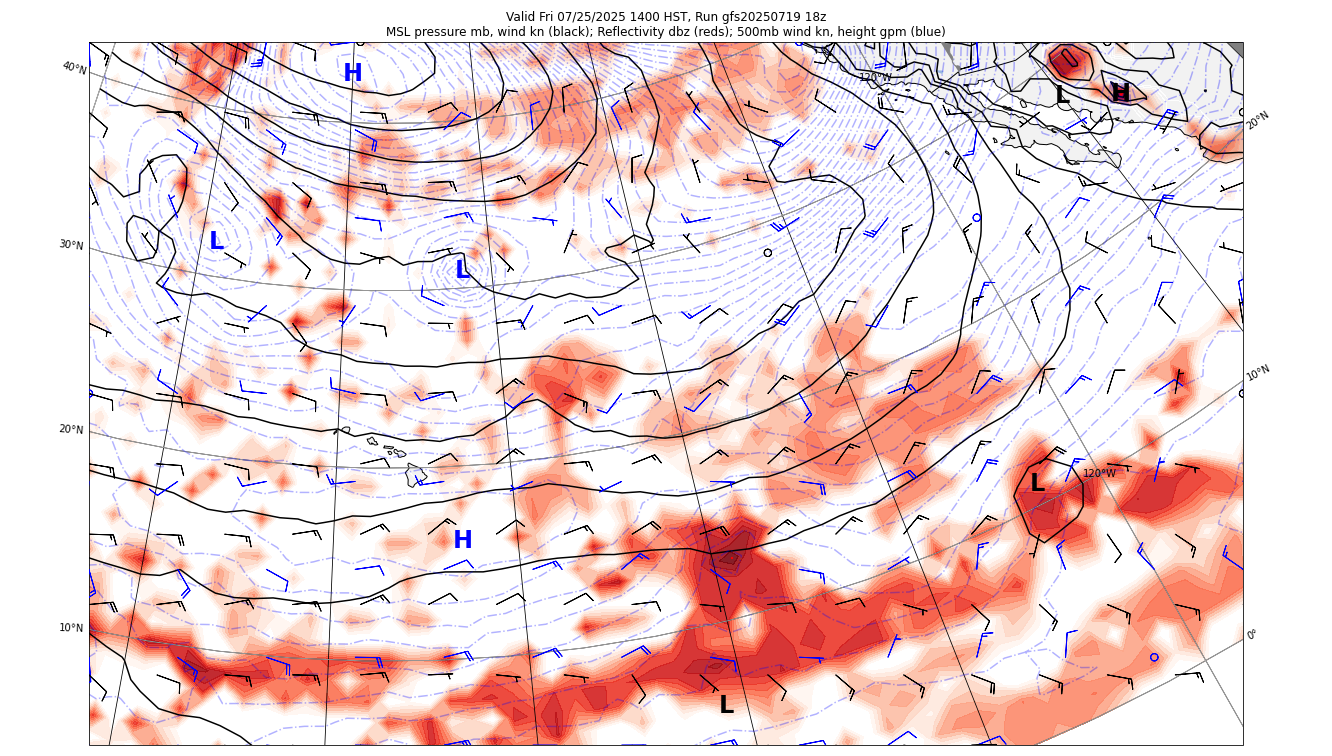 Valid Fri 07/25/2025 1400 HST, Run gfs20250719 18z
MSL pressure mb, wind kn (black); Reflectivity dbz (reds); 500mb wind kn, height gpm (blue)
40°N
H
120°W
L
H
20°N
30°N
L
L
10°N
20°N
L
120°W
H
10°N
0°
L